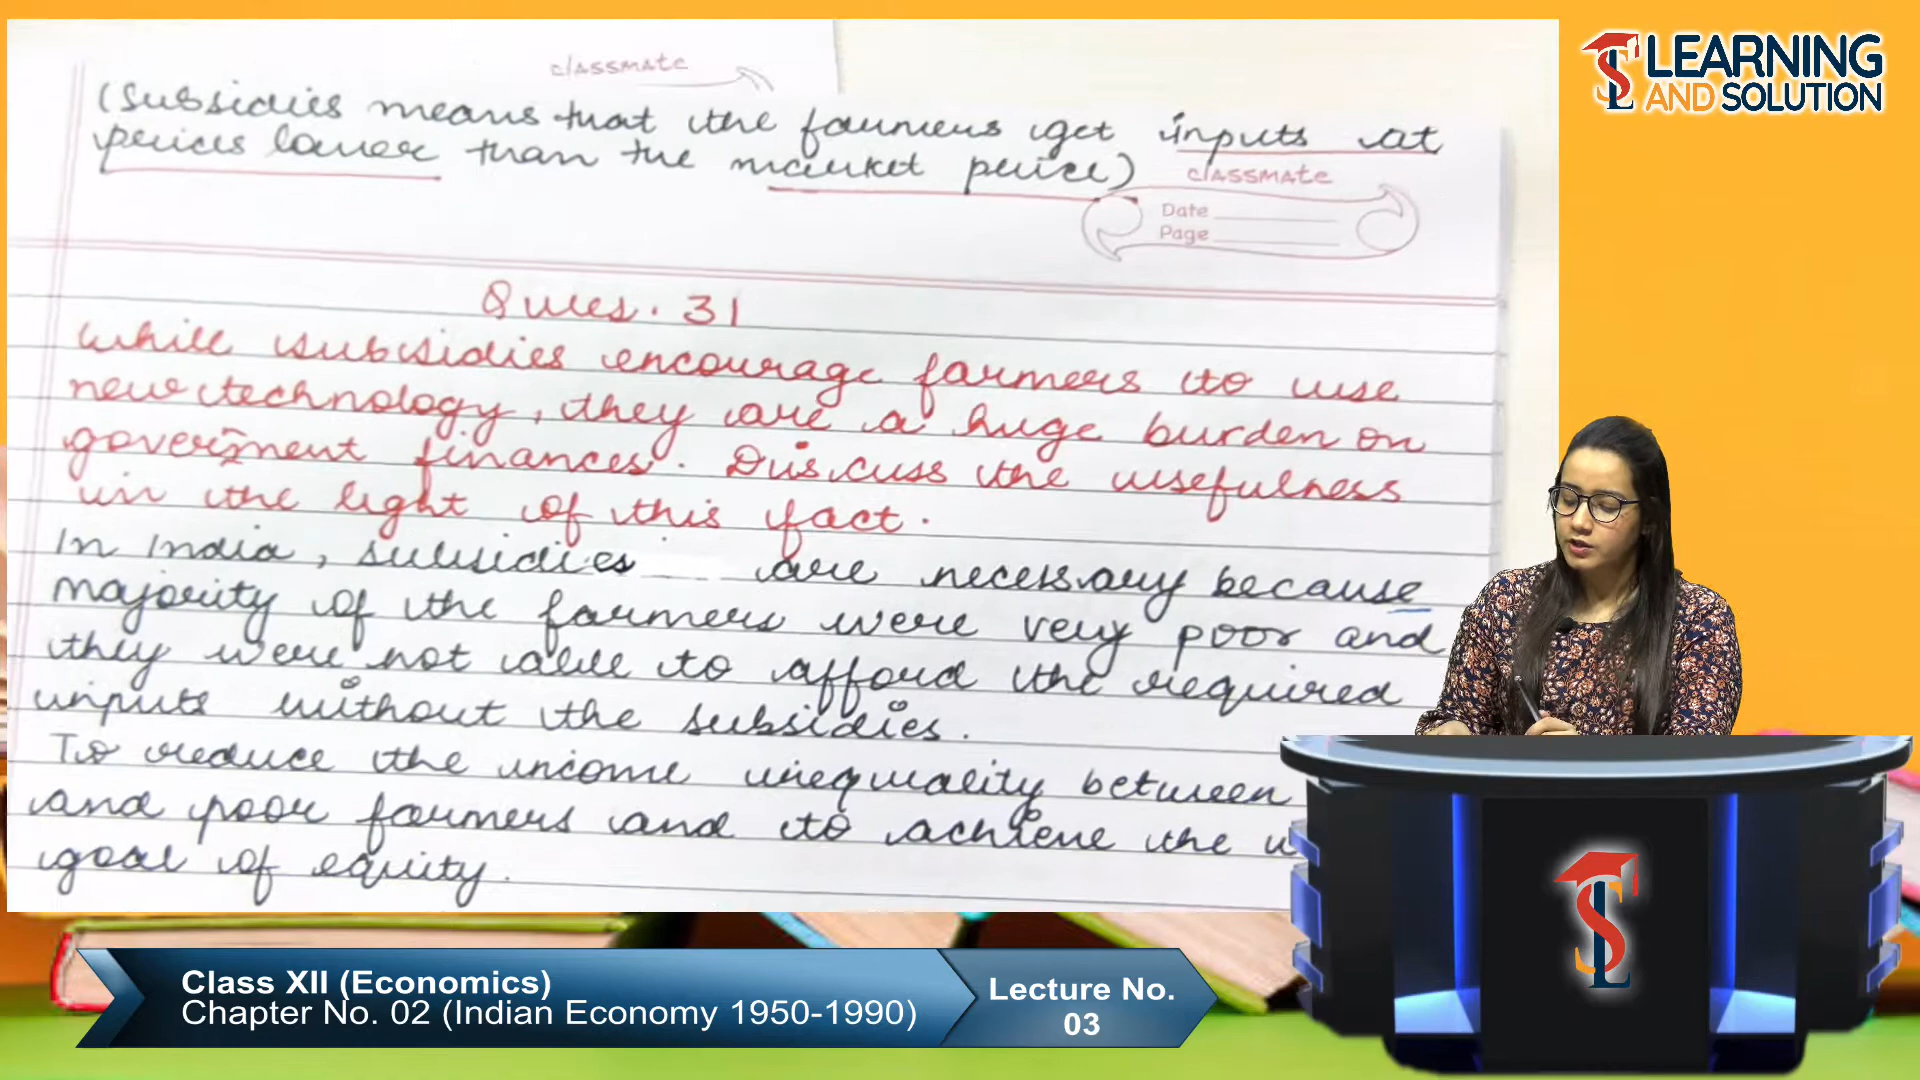 classmate
(Subsidies means that the farmers get inputs at
prices lower than the market price)
classmate
Date
Page
Ques. 31
While subsidies encourage farmers to use
new technology, they are a huge burden on
government finances. Discuss the usefulness
in the light of this fact.
In India, subsidies are necessary because
majority of the farmers were very poor and
they were not able to afford the required
inputs without the subsidies.
To reduce the income inequality between
and poor farmers and to achieve the
goal of equity.
LEARNING
AND SOLUTION
SL
Class XII (Economics)
Chapter No. 02 (Indian Economy 1950-1990)
Lecture No.
03